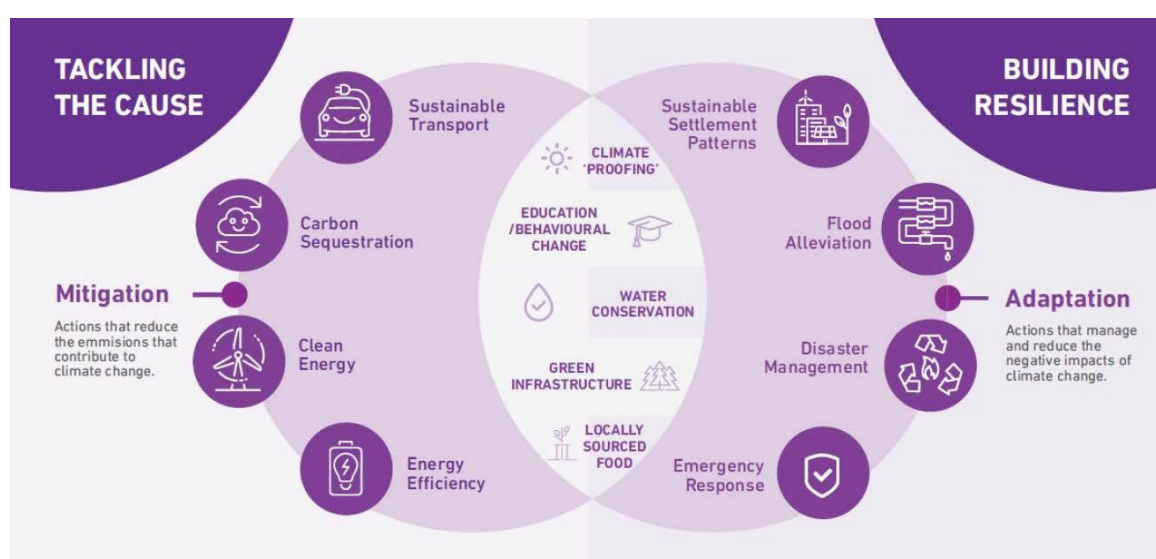 TACKLING
THE CAUSE
Mitigation
Actions that reduce
the emmisions that
contribute to
climate change.
Sustainable
Transport
Carbon
Sequestration
Clean
Energy
Energy
Efficiency
CLIMATE
'PROOFING'
EDUCATION
/BEHAVIOURAL
CHANGE
WATER
CONSERVATION
GREEN
INFRASTRUCTURE
LOCALLY
SOURCED
FOOD
BUILDING
RESILIENCE
Sustainable
Settlement
Patterns
Flood
Alleviation
Disaster
Management
Emergency
Response
Adaptation
Actions that manage
and reduce the
negative impacts of
climate change.